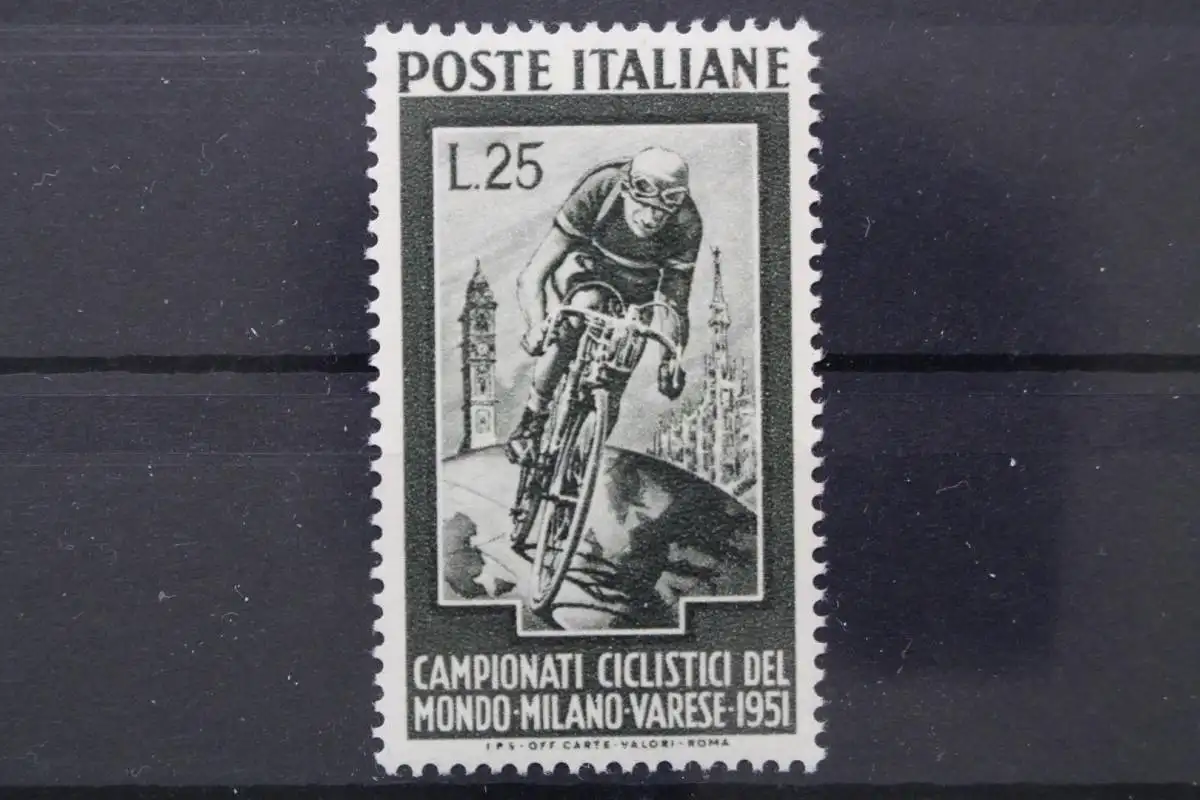 POSTE ITALIANE
L.25
CAMPIONATI CICLISTICI DEL
MONDO·MILANO·VARESE·1951
I P S - OFF. CARTE - VALORI - ROMA